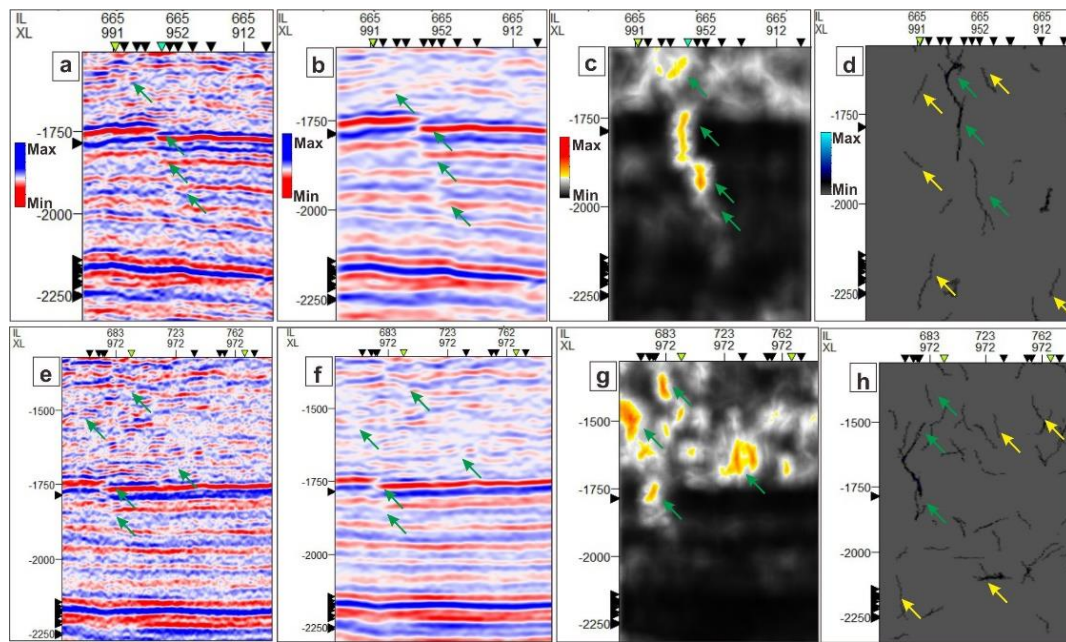 IL 665 665 665
XL 991 952 912
a
-1750
Max
Min
-2000
-2250
665 665 665
991 952 912
b
-1750
Max
Min
-2000
-2250
IL 665 665 665
XL 991 952 912
c
-1750
Max
Min
-2000
-2250
IL 665 665 665
XL 991 952 912
d
-1750
Max
Min
-2000
-2250
IL 683 723 762
XL 972 972 972
e
-1500
-1750
-2000
-2250
683 723 762
972 972 972
f
-1500
-1750
-2000
-2250
IL 683 723 762
XL 972 972 972
g
-1500
-1750
-2000
-2250
IL 683 723 762
XL 972 972 972
h
-1500
-1750
-2000
-2250